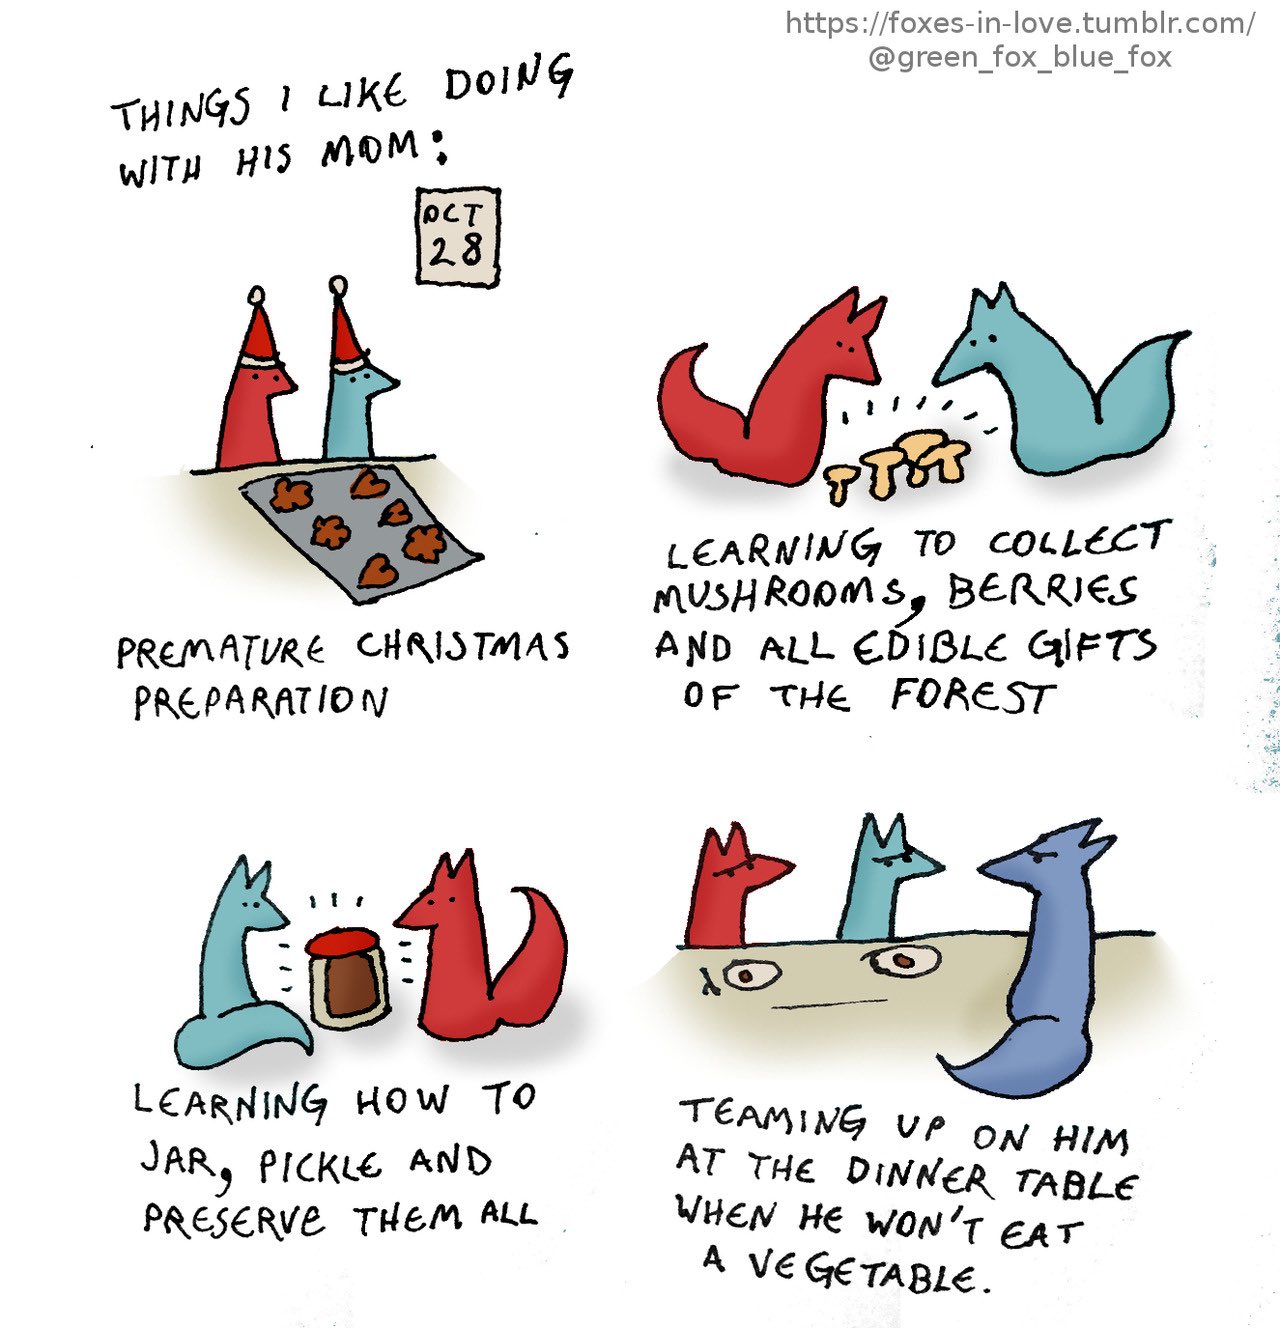 https://foxes-in-love.tumblr.com/
@green_fox_blue_fox
THINGS I LIKE DOING
WITH HIS MOM:
OCT
28
PREMATURE CHRISTMAS
PREPARATION
LEARNING TO COLLECT
MUSHROOMS, BERRIES
AND ALL EDIBLE GIFTS
OF THE FOREST
LEARNING HOW TO
JAR, PICKLE AND
PRESERVE THEM ALL
TEAMING UP ON HIM
AT THE DINNER TABLE
WHEN HE WON'T EAT
A VEGETABLE.